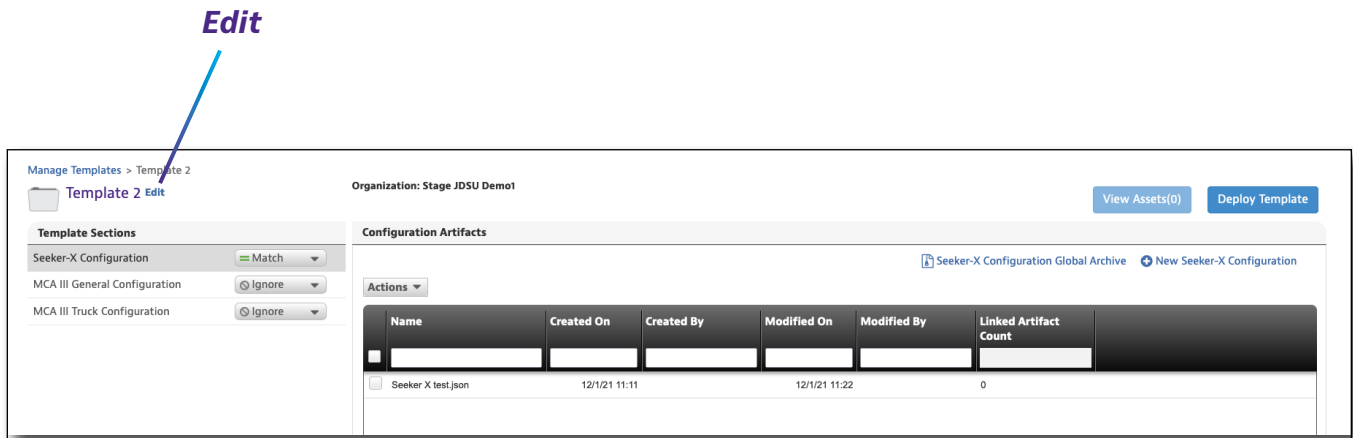 Edit
Manage Templates > Template 2
Template 2 Edit
Organization: Stage JDSU Demo1
View Assets(0) Deploy Template
Template Sections
Seeker-X Configuration = Match
MCA III General Configuration Ignore
MCA III Truck Configuration Ignore
Configuration Artifacts
Seeker-X Configuration Global Archive New Seeker-X Configuration
Actions
Name Created On Created By Modified On Modified By Linked Artifact
Count
Seeker X test.json 12/1/21 11:11 12/1/21 11:22 0